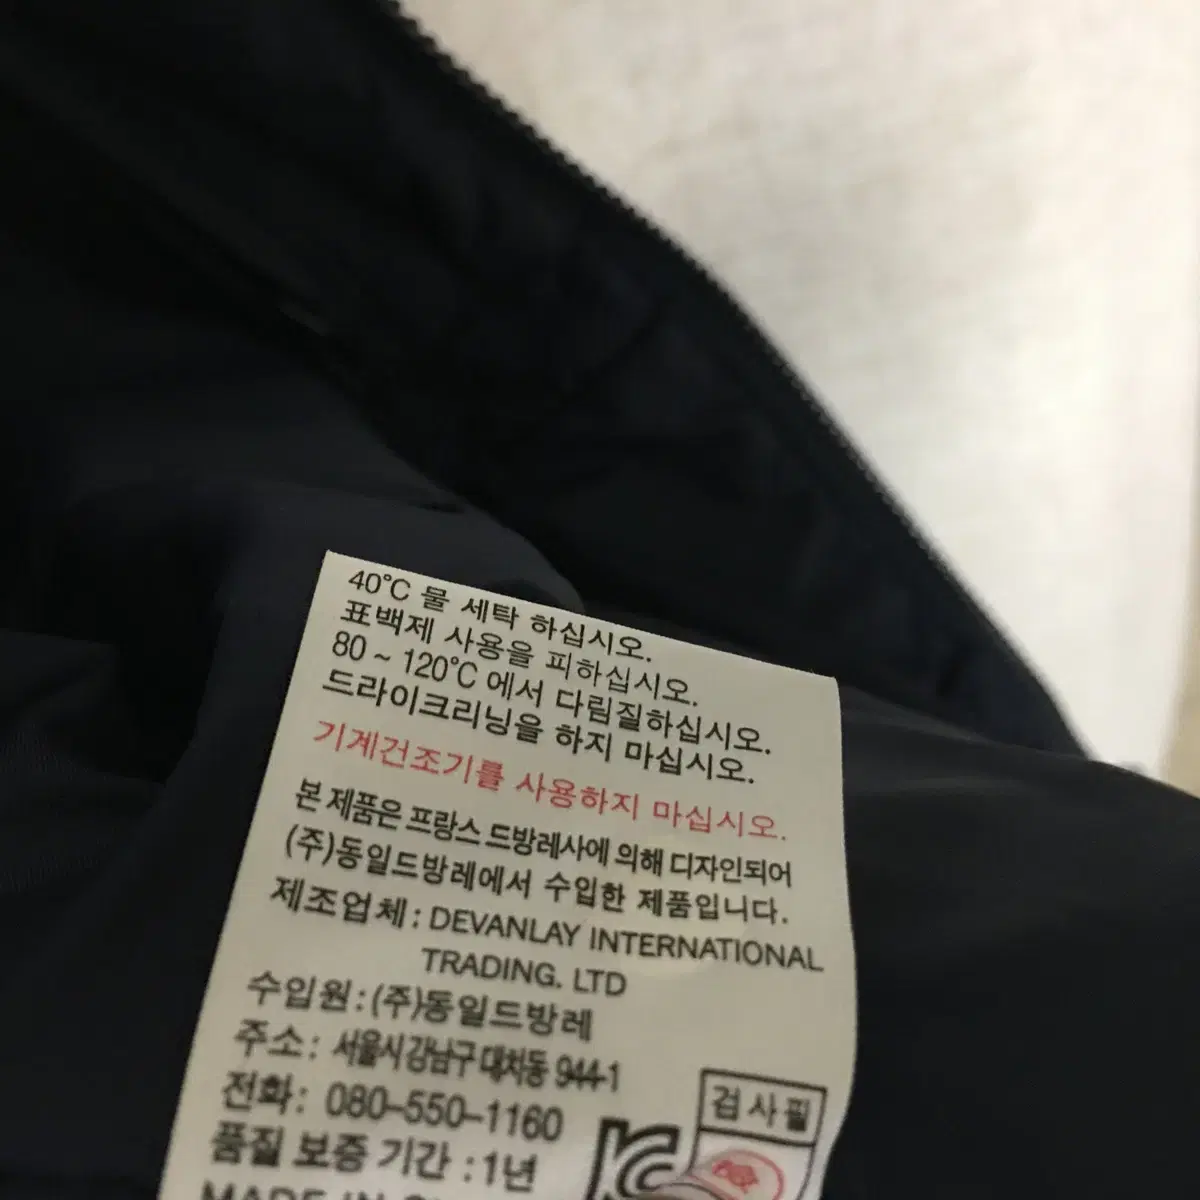 40°C 물 세탁 하십시오.
표백제 사용을 피하십시오.
80 ~ 120°C 에서 다림질하십시오.
드라이크리닝을 하지 마십시오.
기계건조기를 사용하지 마십시오.
본 제품은 프랑스 드방레사에 의해 디자인되어
(주)동일드방레에서 수입한 제품입니다.
제조업체 : DEVANLAY INTERNATIONAL
TRADING. LTD
수입원 : (주)동일드방레
주소 : 서울시 강남구 대치동 944-1
전화 : 080-550-1160
품질 보증 기간 : 1년
MADE IN
검사필